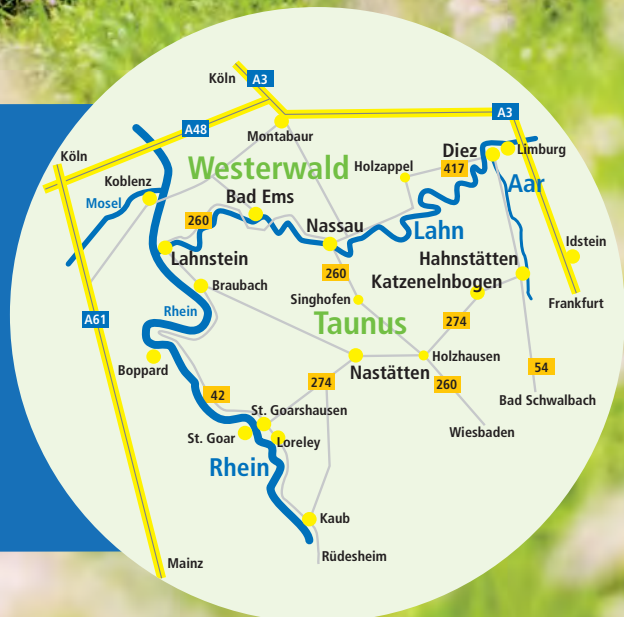 Köln
A3
A3
A48
Montabaur
Köln
Westerwald
Holzappel
Diez
Limburg
417
Koblenz
Mosel
Aar
Bad Ems
260
Nassau
Lahn
Idstein
Lahnstein
Hahnstätten
260
Katzenelnbogen
Braubach
Singhofen
Frankfurt
Rhein
A61
Taunus
274
Holzhausen
Boppard
54
Nastätten
274
260
42
Bad Schwalbach
St. Goarshausen
Wiesbaden
St. Goar
Loreley
Rhein
Kaub
Rüdesheim
Mainz